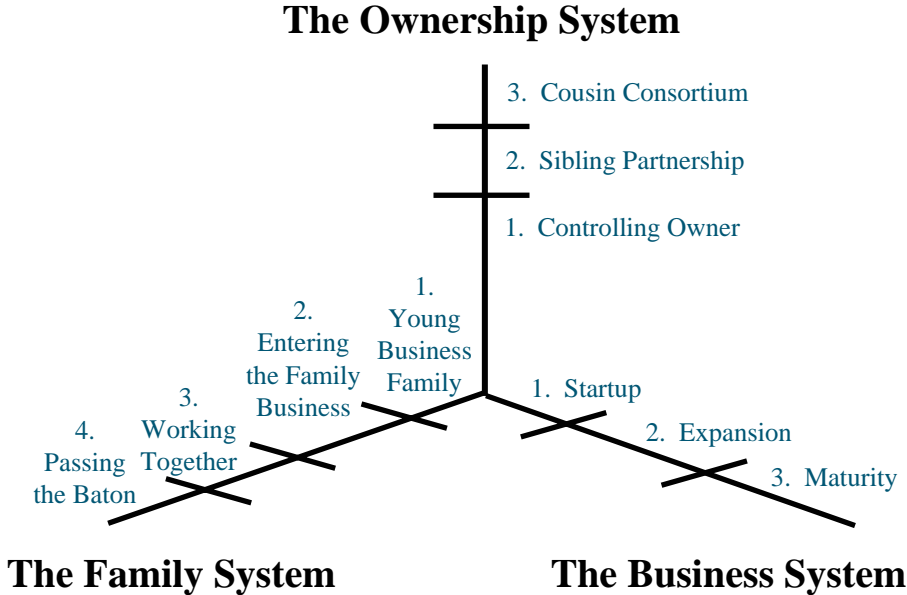 The Ownership System
3. Cousin Consortium
2. Sibling Partnership
1. Controlling Owner
1.
Young
Business
Family
2.
Entering
the Family
Business
3.
Working
Together
4.
Passing
the Baton
1. Startup
2. Expansion
3. Maturity
The Family System
The Business System